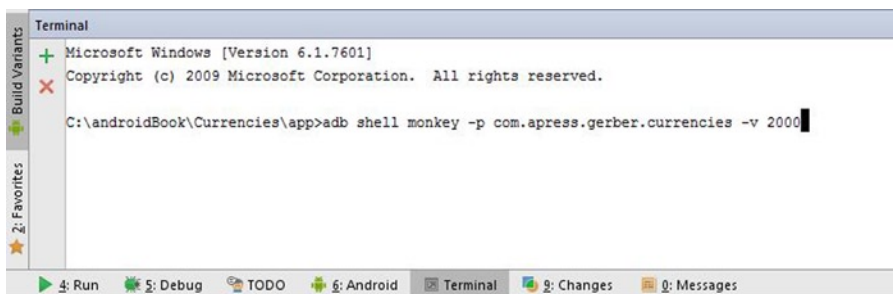 Terminal
Build Variants
2: Favorites
Microsoft Windows [Version 6.1.7601]
Copyright (c) 2009 Microsoft Corporation.  All rights reserved.
C:\androidBook\Currencies\app>adb shell monkey -p com.apress.gerber.currencies -v 2000
4: Run 5: Debug TODO 6: Android Terminal 9: Changes 0: Messages